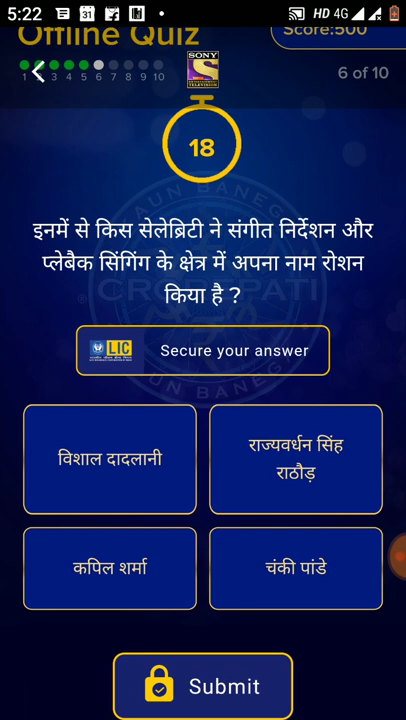 5:22 31 HD 4G
Offline Quiz
Score:500
SONY
S
ENTERTAINMENT
TELEVISION
1 3 4 5 6 7 8 9 10
6 of 10
18
इनमें से किस सेलेब्रिटी ने संगीत निर्देशन और
प्लेबैक सिंगिंग के क्षेत्र में अपना नाम रोशन
किया है ?
LIC
Secure your answer
विशाल दादलानी
राज्यवर्धन सिंह
राठौड़
कपिल शर्मा
चंकी पांडे
Submit